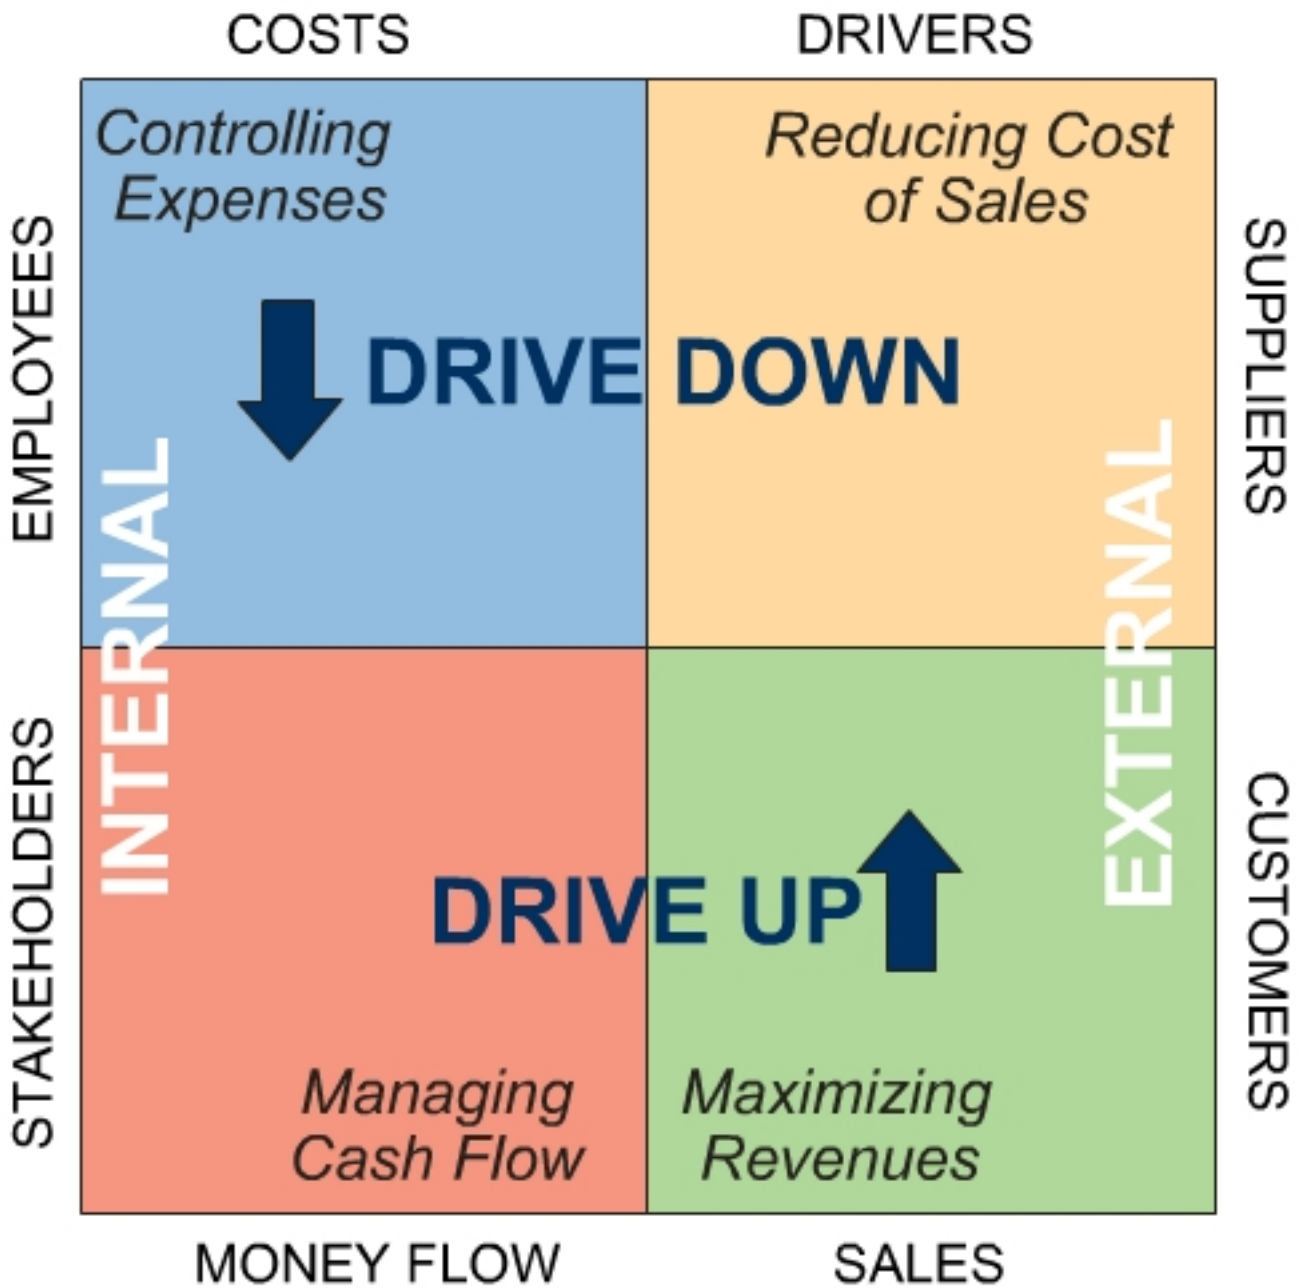 COSTS
DRIVERS
Controlling
Expenses
Reducing Cost
of Sales
EMPLOYEES
SUPPLIERS
DRIVE DOWN
INTERNAL
EXTERNAL
STAKEHOLDERS
CUSTOMERS
DRIVE UP
Managing
Cash Flow
Maximizing
Revenues
MONEY FLOW
SALES